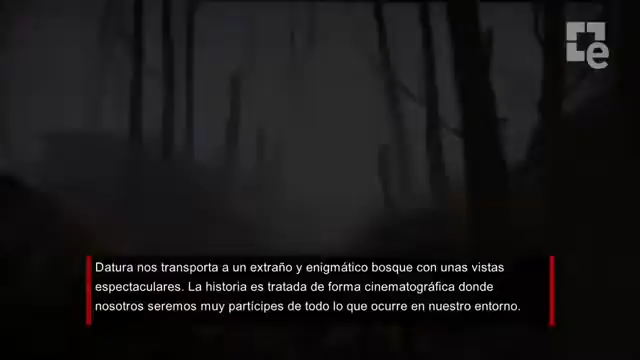 e
Datura nos transporta a un extraño y enigmático bosque con unas vistas
espectaculares. La historia es tratada de forma cinematográfica donde
nosotros seremos muy partícipes de todo lo que ocurre en nuestro entorno.